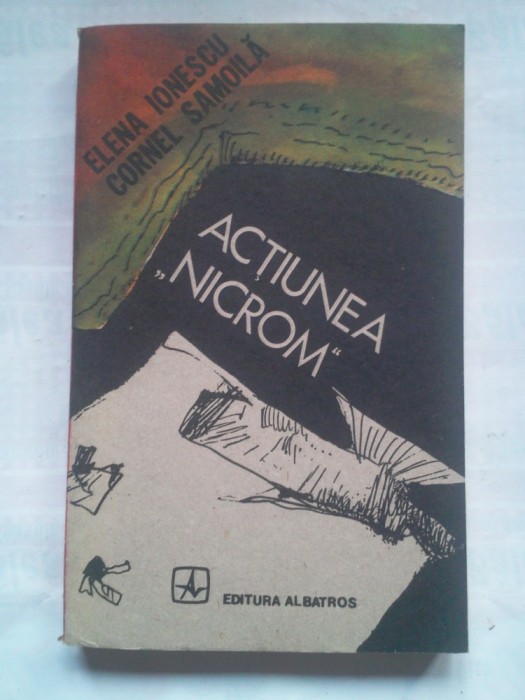 ELENA IONESCU
CORNEL SAMOILĂ
ACȚIUNEA
„NICROM“
EDITURA ALBATROS